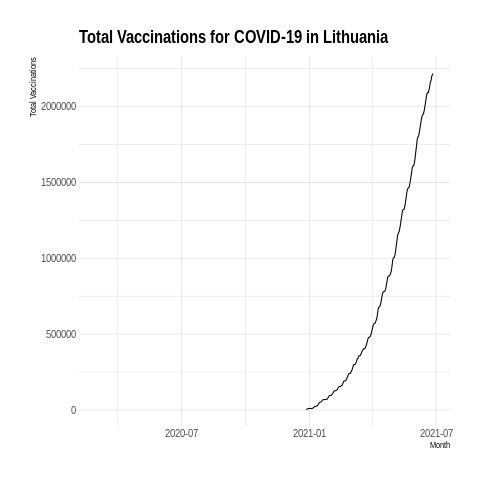 Total Vaccinations for COVID-19 in Lithuania
Total Vaccinations
2000000
1500000
1000000
500000
0
2020-07
2021-01
2021-07
Month